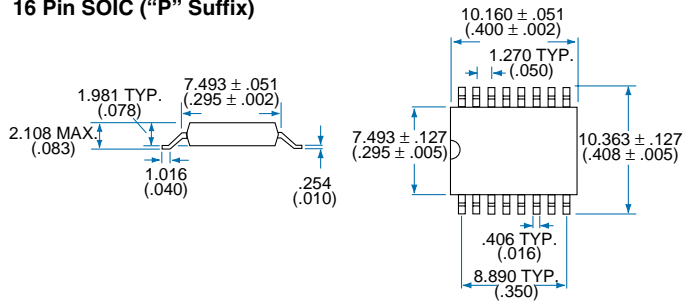 16 Pin SOIC (“P” Suffix)
10.160 ± .051
(.400 ± .002)
1.270 TYP.
(.050)
7.493 ± .051
(.295 ± .002)
1.981 TYP.
(.078)
2.108 MAX.
(.083)
1.016
(.040)
.254
(.010)
7.493 ± .127
(.295 ± .005)
10.363 ± .127
(.408 ± .005)
.406 TYP.
(.016)
8.890 TYP.
(.350)